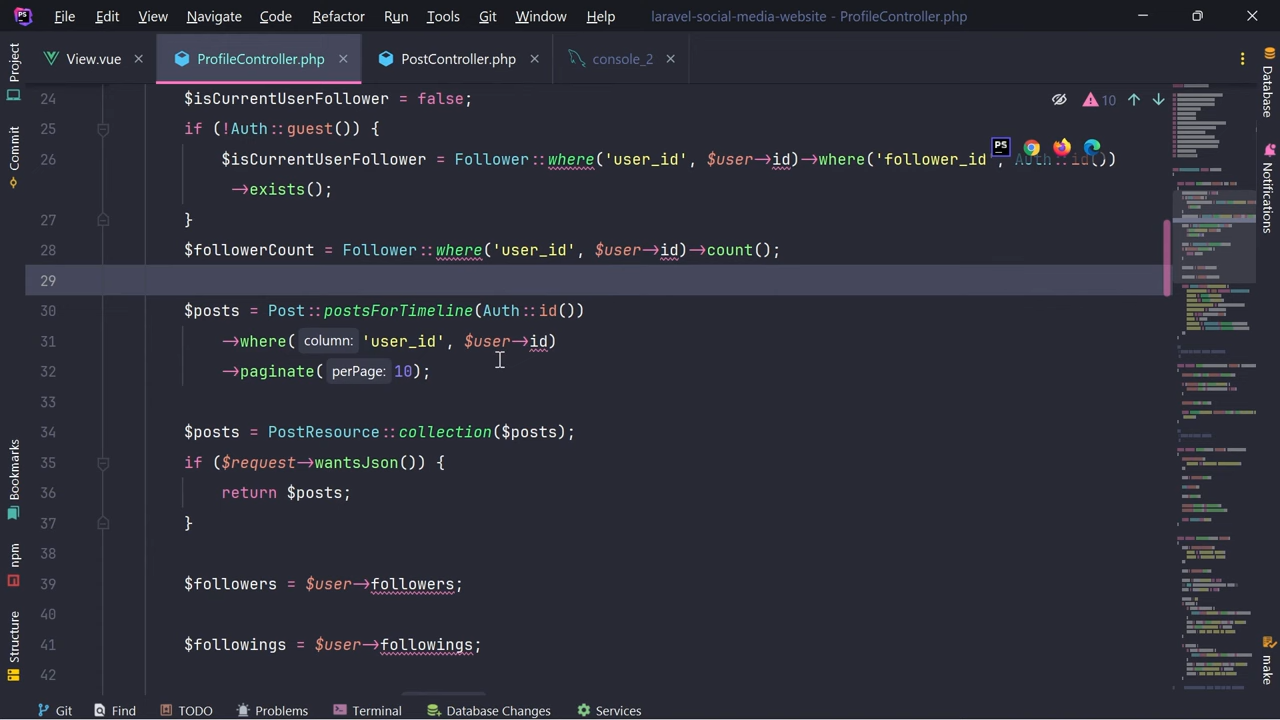 PS File Edit View Navigate Code Refactor Run Tools Git Window Help laravel-social-media-website - ProfileController.php
View.vue ProfileController.php PostController.php console_2
Project
Commit
Bookmarks
npm
Structure
24 $isCurrentUserFollower = false; 10
25 if (!Auth::guest()) {
PS
26 $isCurrentUserFollower = Follower::where('user_id', $user→id)→where('follower_id', Auth::id())
→exists();
27 }
28 $followerCount = Follower::where('user_id', $user→id)→count();
29
30 $posts = Post::postsForTimeline(Auth::id())
31 →where( column: 'user_id', $user→id)
32 →paginate( perPage: 10);
33
34 $posts = PostResource::collection($posts);
35 if ($request→wantsJson()) {
36 return $posts;
37 }
38
39 $followers = $user→followers;
40
41 $followings = $user→followings;
42
Database
Notifications
make
Git Find TODO Problems Terminal Database Changes Services